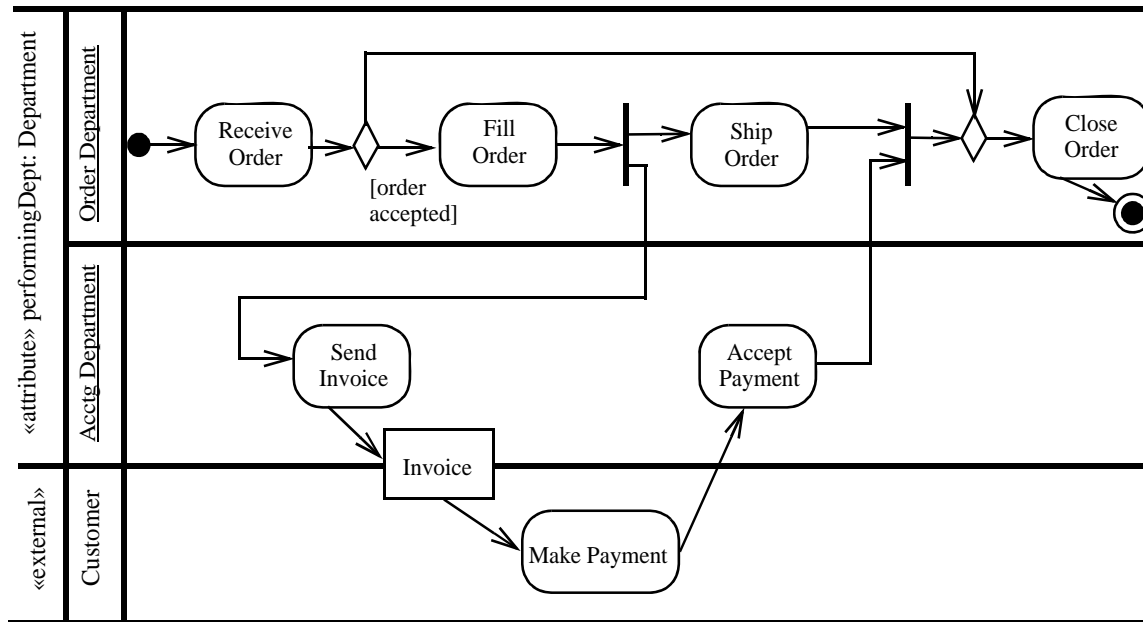 «attribute» performingDept: Department
Order Department
Receive
Order
[order
accepted]
Fill
Order
Ship
Order
Close
Order
Acctg Department
Send
Invoice
Accept
Payment
Invoice
«external»
Customer
Make Payment